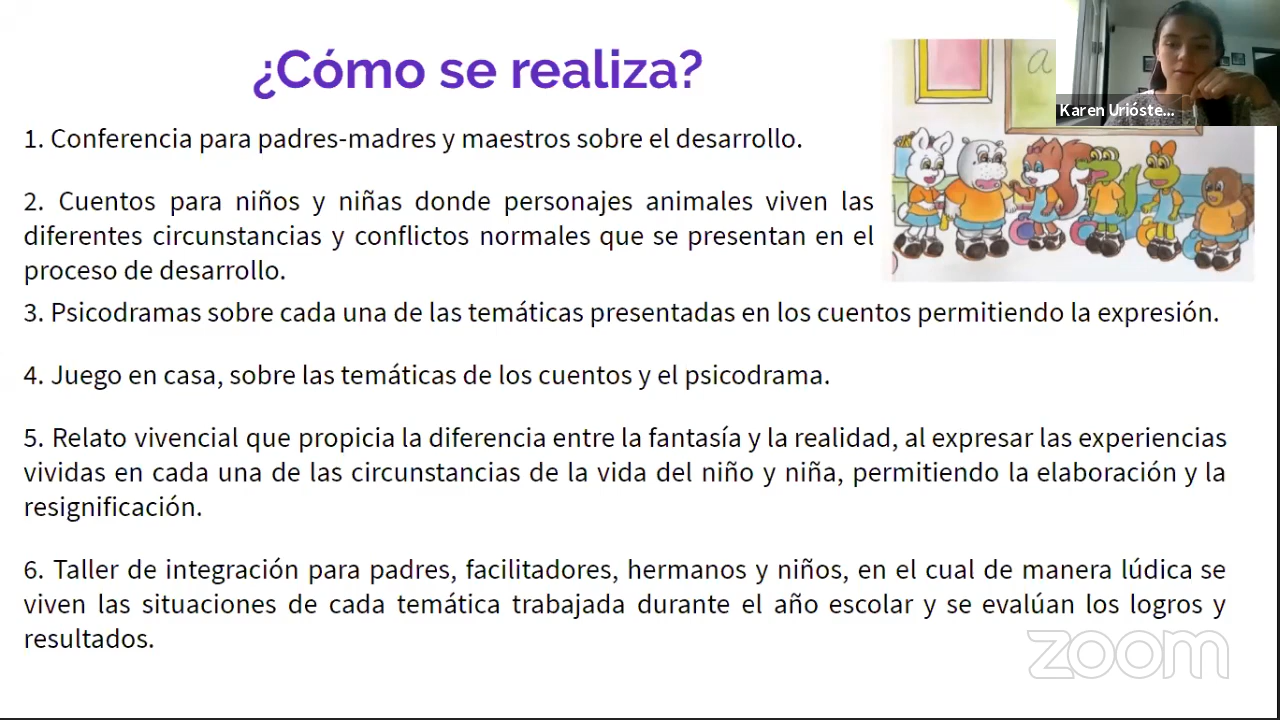 ¿Cómo se realiza?
a
Karen Urióste...
1. Conferencia para padres-madres y maestros sobre el desarrollo.
2. Cuentos para niños y niñas donde personajes animales viven las
diferentes circunstancias y conflictos normales que se presentan en el
proceso de desarrollo.
3. Psicodramas sobre cada una de las temáticas presentadas en los cuentos permitiendo la expresión.
4. Juego en casa, sobre las temáticas de los cuentos y el psicodrama.
5. Relato vivencial que propicia la diferencia entre la fantasía y la realidad, al expresar las experiencias
vividas en cada una de las circunstancias de la vida del niño y niña, permitiendo la elaboración y la
resignificación.
6. Taller de integración para padres, facilitadores, hermanos y niños, en el cual de manera lúdica se
viven las situaciones de cada temática trabajada durante el año escolar y se evalúan los logros y
resultados.
zoom